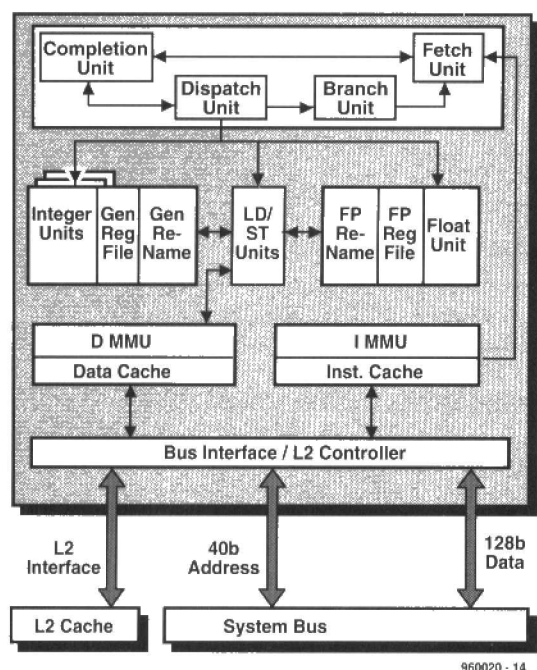 Completion
Unit
Fetch
Unit
Dispatch
Unit
Branch
Unit
Integer
Units
Gen
Reg
File
Gen
Re-
Name
LD/
ST
Units
FP
Re-
Name
FP
Reg
File
Float
Unit
D MMU
Data Cache
I MMU
Inst. Cache
Bus Interface / L2 Controller
L2
Interface
40b
Address
128b
Data
L2 Cache
System Bus
960020 - 14